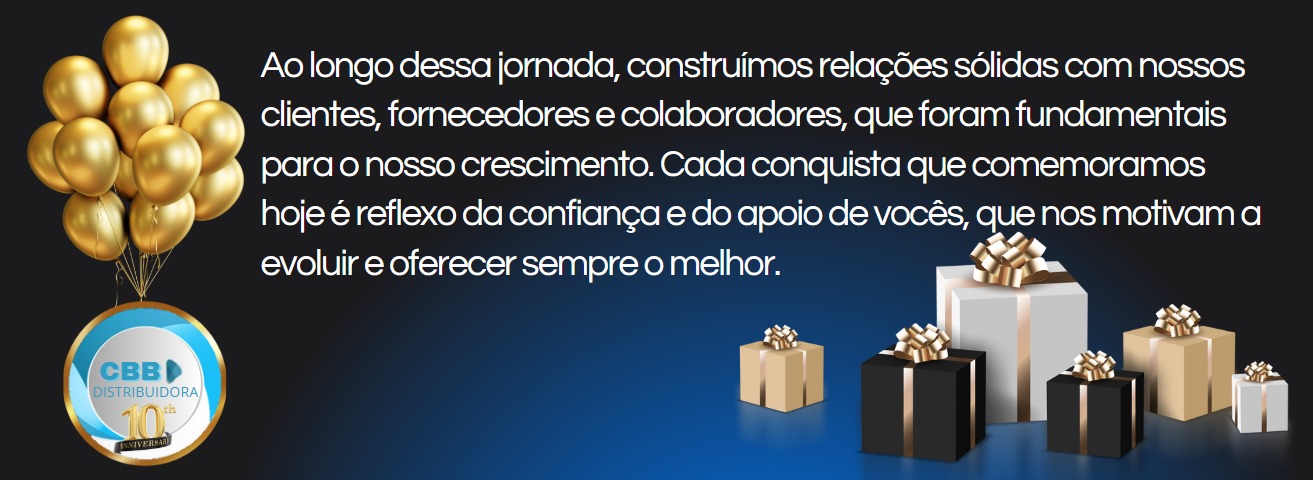 Ao longo dessa jornada, construímos relações sólidas com nossos
clientes, fornecedores e colaboradores, que foram fundamentais
para o nosso crescimento. Cada conquista que comemoramos
hoje é reflexo da confiança e do apoio de vocês, que nos motivam a
evoluir e oferecer sempre o melhor.
CBB
DISTRIBUIDORA
10th
ANNIVERSARY